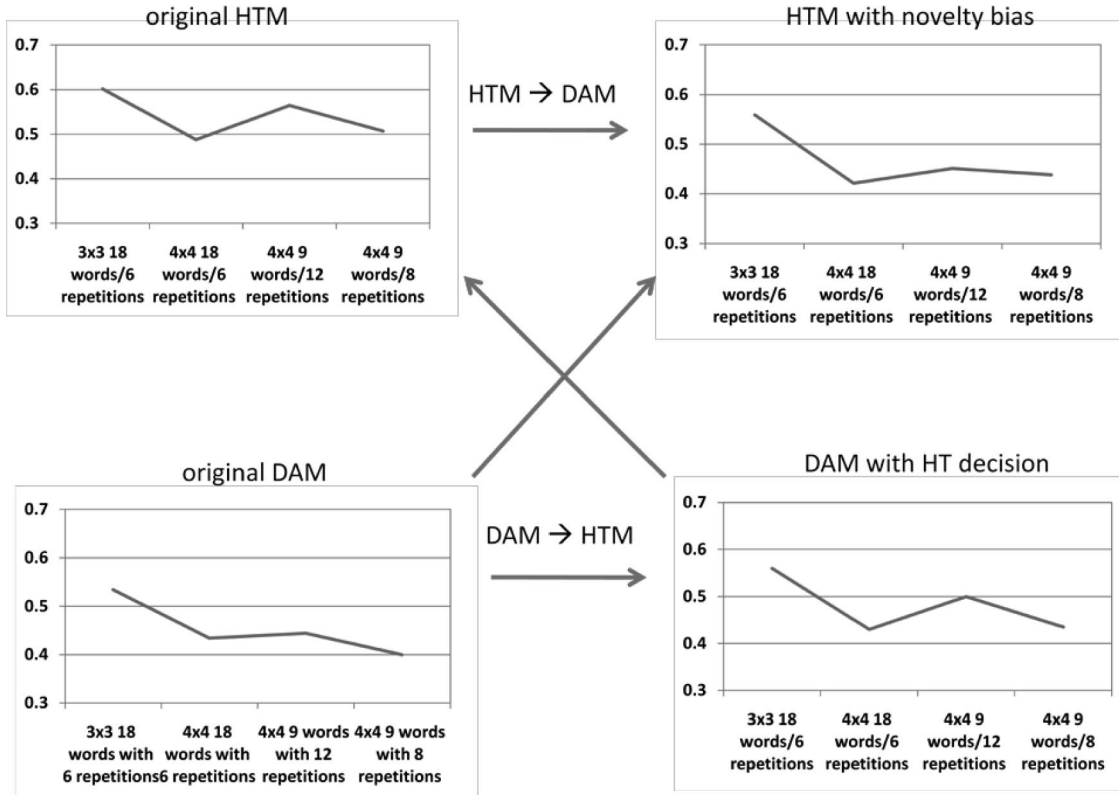 original HTM
0.7
0.6
0.5
0.4
0.3
3x3 18 4x4 18 4x4 9 4x4 9
words/6 words/6 words/12 words/8
repetitions repetitions repetitions repetitions
HTM → DAM
HTM with novelty bias
0.7
0.6
0.5
0.4
0.3
3x3 18 4x4 18 4x4 9 4x4 9
words/6 words/6 words/12 words/8
repetitions repetitions repetitions repetitions
original DAM
0.7
0.6
0.5
0.4
0.3
3x3 18 4x4 18 4x4 9 words 4x4 9 words
words with words with with 12 with 8
6 repetitions 6 repetitions repetitions repetitions
DAM → HTM
DAM with HT decision
0.7
0.6
0.5
0.4
0.3
3x3 18 4x4 18 4x4 9 4x4 9
words/6 words/6 words/12 words/8
repetitions repetitions repetitions repetitions